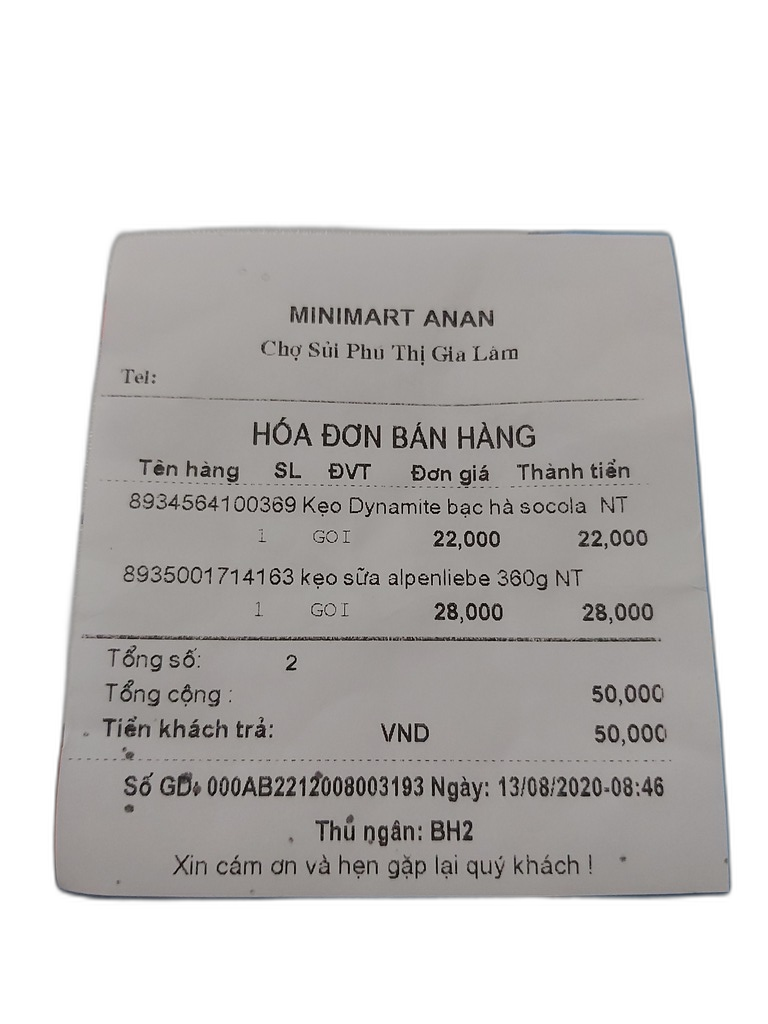 MINIMART ANAN
Chợ Sủi Phú Thị Gia Lâm
Tel:
HÓA ĐƠN BÁN HÀNG
Tên hàng SL ĐVT Đơn giá Thành tiền
8934564100369 Kẹo Dynamite bạc hà socola NT
1 GOI 22,000 22,000
8935001714163 kẹo sữa alpenliebe 360g NT
1 GOI 28,000 28,000
Tổng số: 2
Tổng cộng : 50,000
Tiền khách trả: VND 50,000
Số GD: 000AB2212008003193 Ngày: 13/08/2020-08:46
Thu ngân: BH2
Xin cám ơn và hẹn gặp lại quý khách !